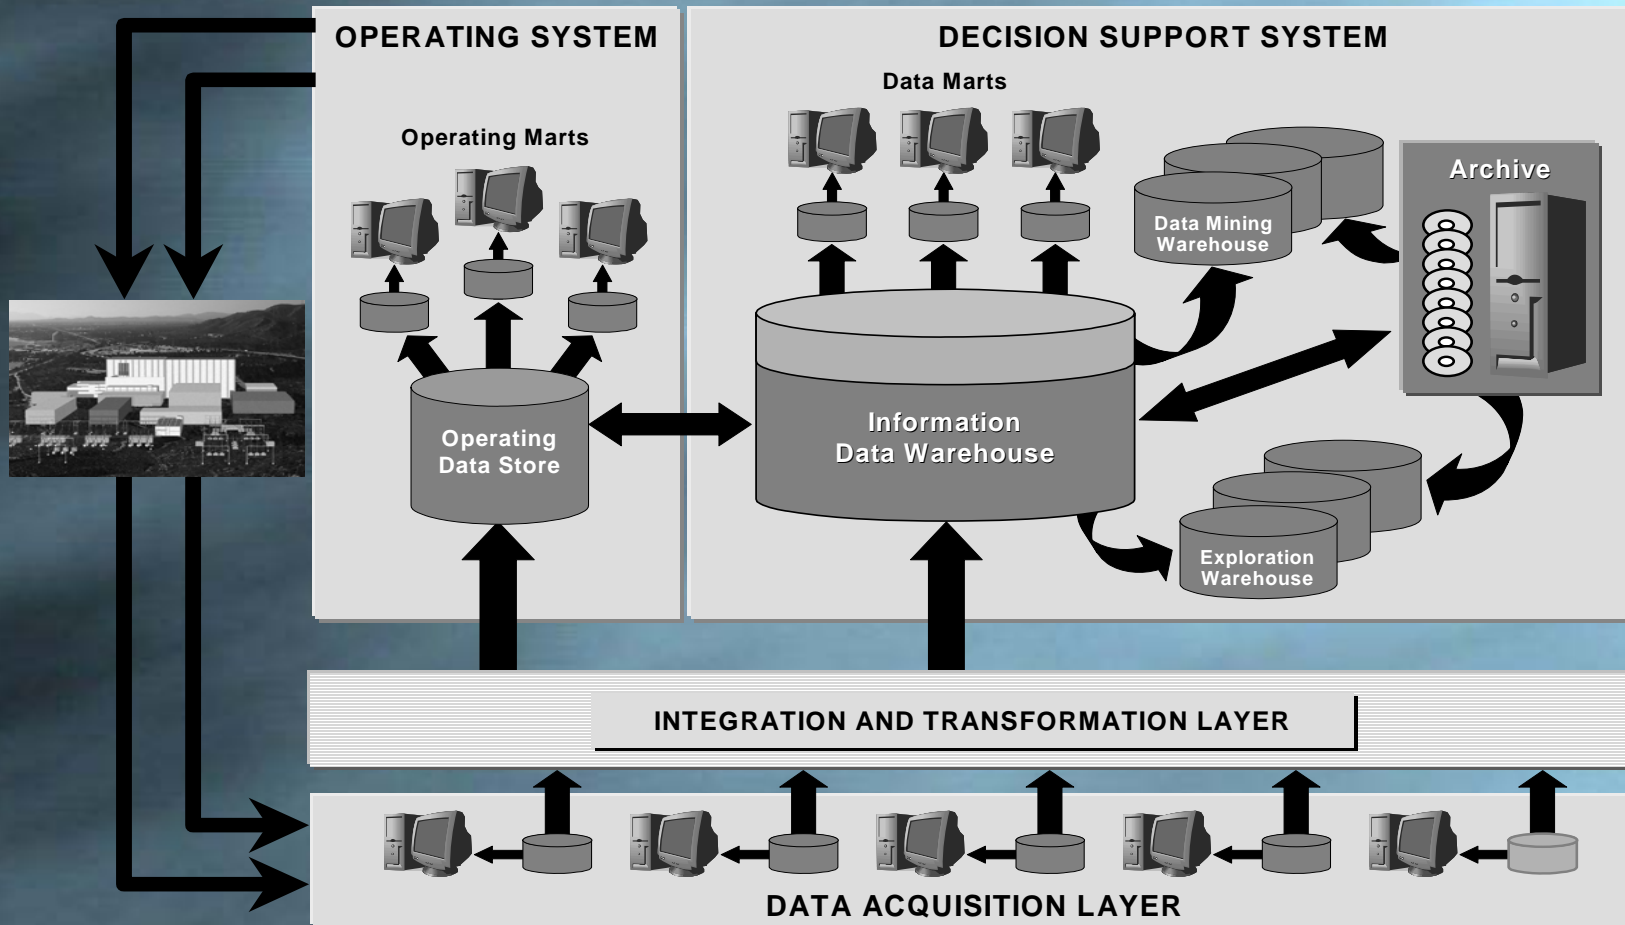 OPERATING SYSTEM
DECISION SUPPORT SYSTEM
Data Marts
Operating Marts
Archive
Data Mining
Warehouse
Information
Data Warehouse
Operating
Data Store
Exploration
Warehouse
INTEGRATION AND TRANSFORMATION LAYER
DATA ACQUISITION LAYER